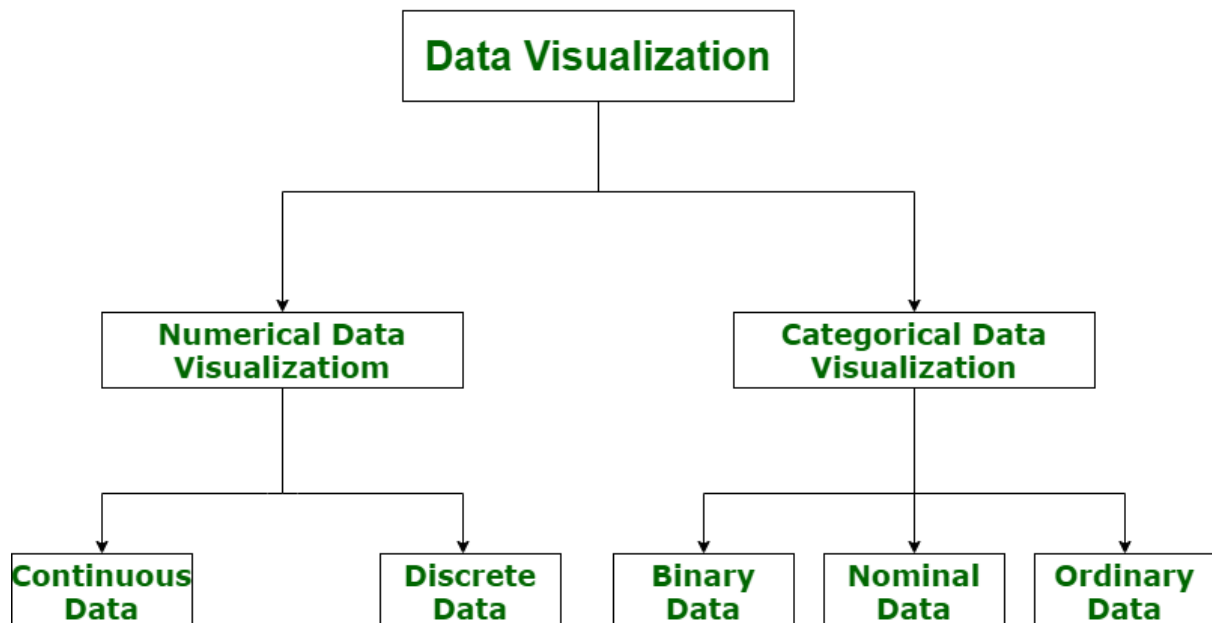 Data Visualization
Numerical Data
Visualizatiom
Categorical Data
Visualization
Continuous
Data
Discrete
Data
Binary
Data
Nominal
Data
Ordinary
Data